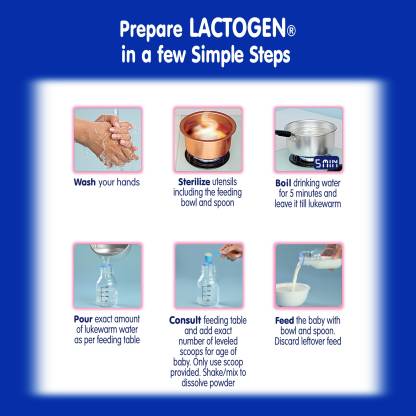 Prepare LACTOGEN®
in a few Simple Steps
Wash your hands
Sterilize utensils
including the feeding
bowl and spoon
5 MIN
Boil drinking water
for 5 minutes and
leave it till lukewarm
Pour exact amount
of lukewarm water
as per feeding table
Consult feeding table
and add exact
number of leveled
scoops for age of
baby. Only use scoop
provided. Shake/mix to
dissolve powder
Feed the baby with
bowl and spoon.
Discard leftover feed